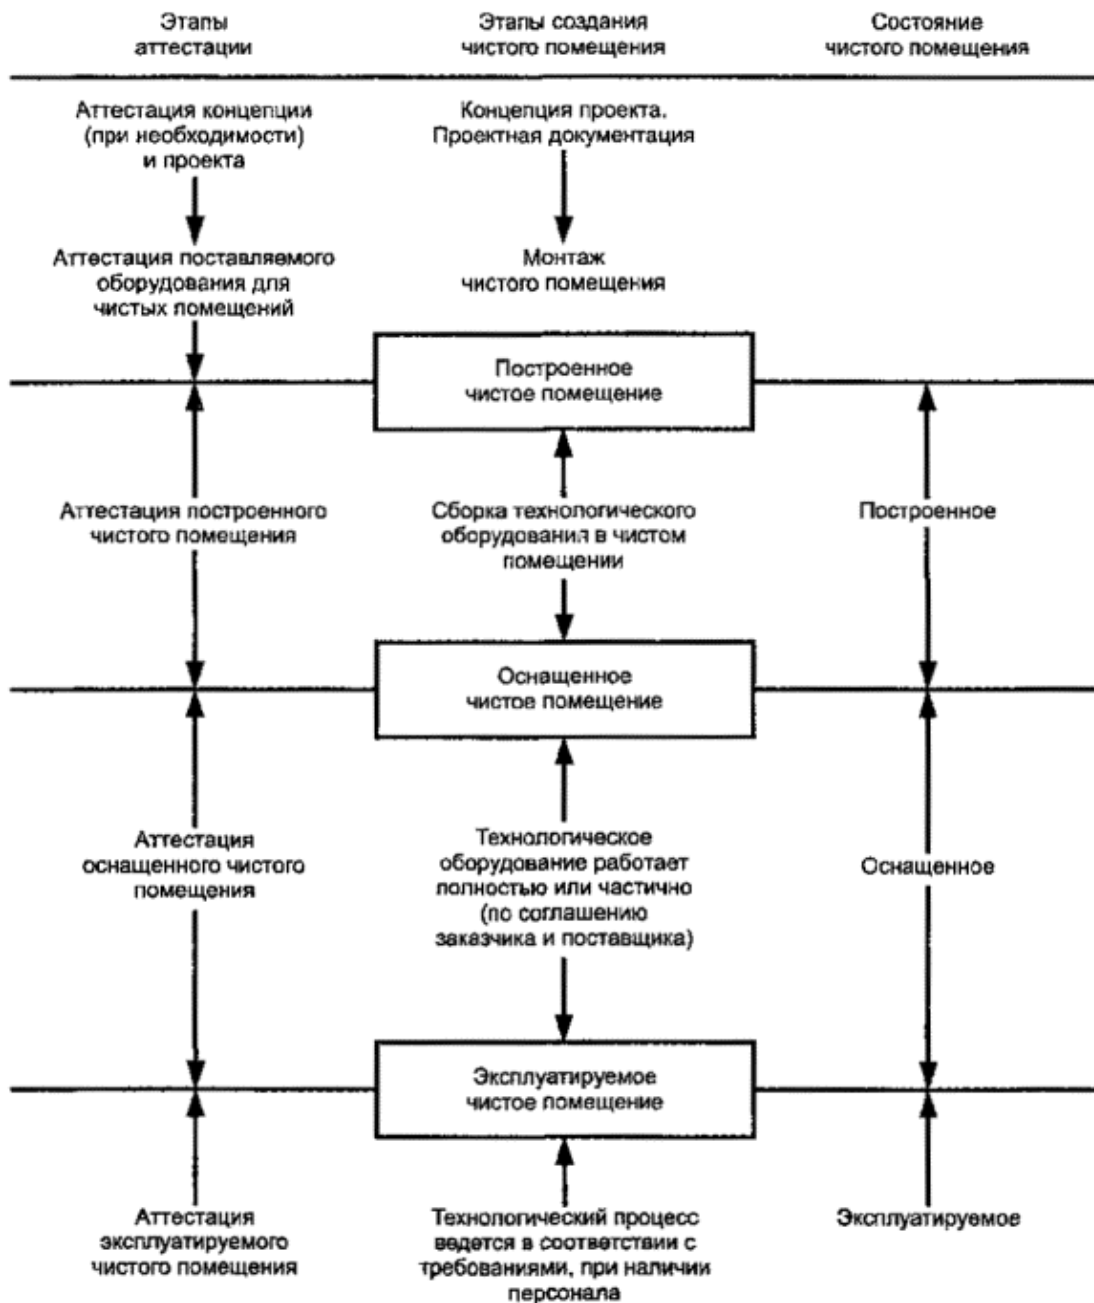 Этапы
аттестации
Этапы создания
чистого помещения
Состояние
чистого помещения
Аттестация концепции
(при необходимости)
и проекта
Концепция проекта.
Проектная документация
Аттестация поставляемого
оборудования для
чистых помещений
Монтаж
чистого помещения
Построенное
чистое помещение
Аттестация построенного
чистого помещения
Сборка технологического
оборудования в чистом
помещении
Построенное
Оснащенное
чистое помещение
Аттестация
оснащенного чистого
помещения
Технологическое
оборудование работает
полностью или частично
(по соглашению
заказчика и поставщика)
Оснащенное
Эксплуатируемое
чистое помещение
Аттестация
эксплуатируемого
чистого помещения
Технологический процесс
ведется в соответствии с
требованиями, при наличии
персонала
Эксплуатируемое